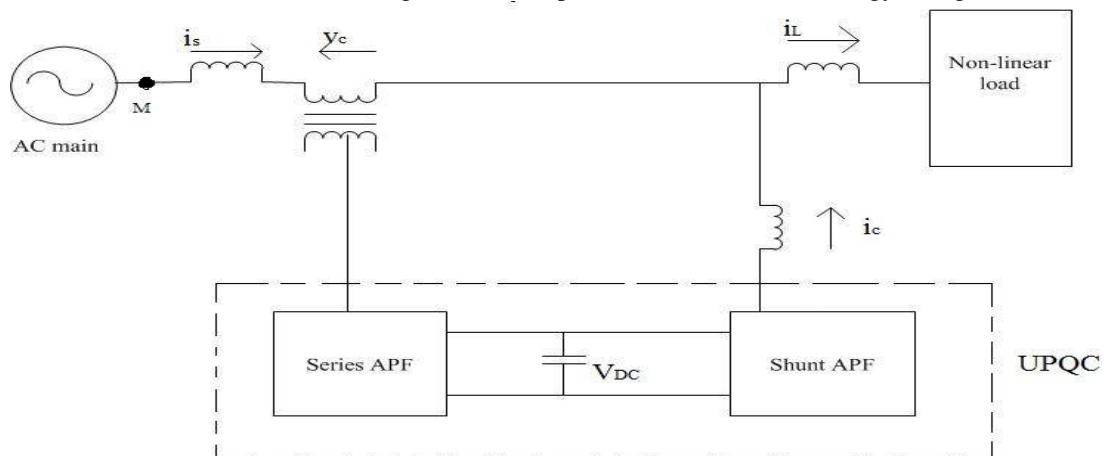 is
vc
iL
Non-linear
load
M
AC main
ic
Series APF
VDC
Shunt APF
UPQC